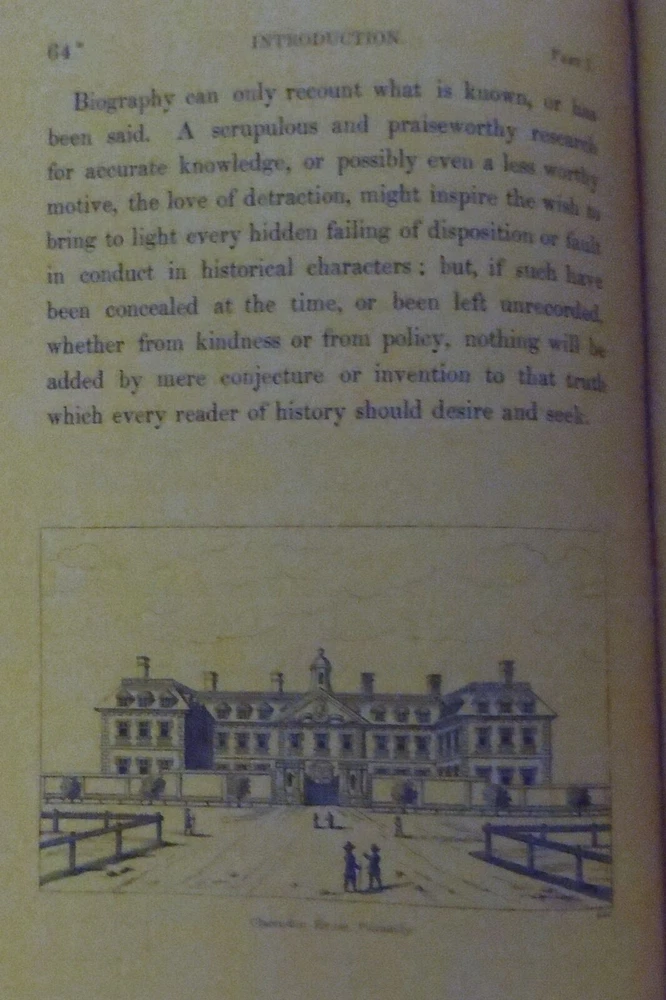 64*
INTRODUCTION
PART I.
Biography can only recount what is known, or has
been said. A scrupulous and praiseworthy research
for accurate knowledge, or possibly even a less worthy
motive, the love of detraction, might inspire the wish to
bring to light every hidden failing of disposition or fault
in conduct in historical characters; but, if such have
been concealed at the time, or been left unrecorded,
whether from kindness or from policy, nothing will be
added by mere conjecture or invention to that truth
which every reader of history should desire and seek.
Clarendon House Piccadilly